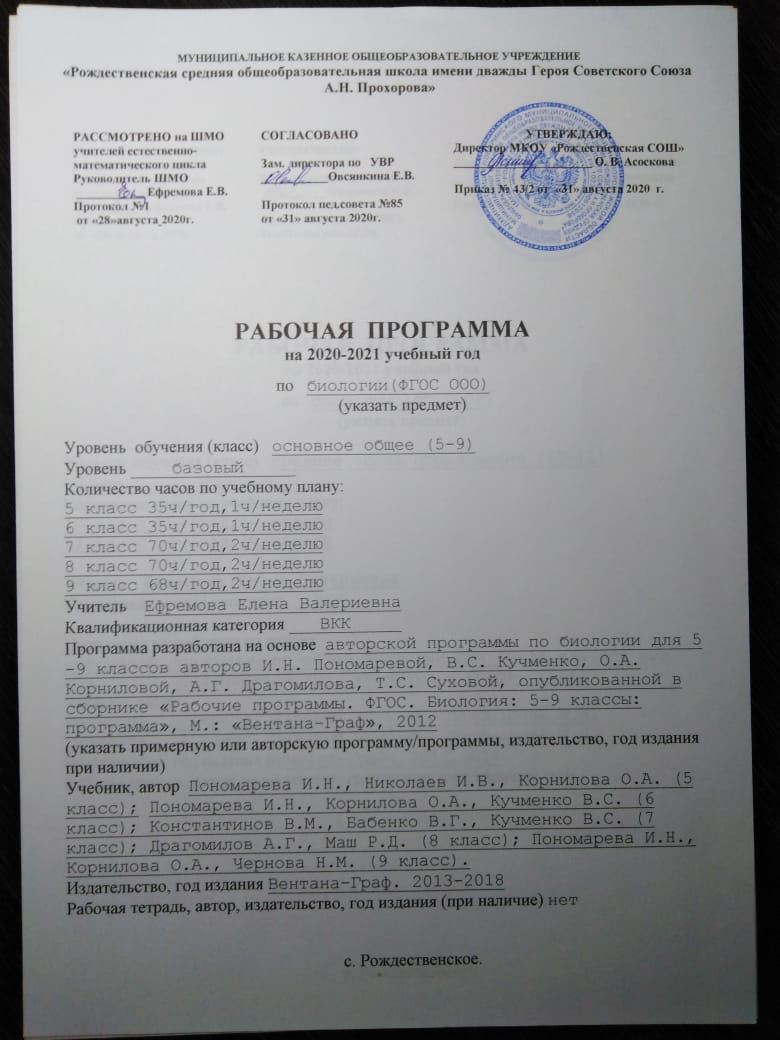 МУНИЦИПАЛЬНОЕ КАЗЕННОЕ ОБЩЕОБРАЗОВАТЕЛЬНОЕ УЧРЕЖДЕНИЕ
«Рождественская средняя общеобразовательная школа имени дважды Героя Советского Союза
А.Н. Прохорова»
РАССМОТРЕНО на ШМО
учителей естественно-
математического цикла
Руководитель ШМО
Ефремова Е.В.
Протокол №1
от «28»августа 2020г.
СОГЛАСОВАНО
Зам. директора по УВР
Овсянкина Е.В.
Протокол пед.совета №85
от «31» августа 2020г.
УТВЕРЖДАЮ:
Директор МКОУ «Рождественская СОШ»
О. В. Асоскова
Приказ № 43/2 от «31» августа 2020 г.
РАБОЧАЯ ПРОГРАММА
на 2020-2021 учебный год
по биологии(ФГОС ООО)
(указать предмет)
Уровень обучения (класс) основное общее (5-9)
Уровень базовый
Количество часов по учебному плану:
5 класс 35ч/год,1ч/неделю
6 класс 35ч/год,1ч/неделю
7 класс 70ч/год,2ч/неделю
8 класс 70ч/год,2ч/неделю
9 класс 68ч/год,2ч/неделю
Учитель Ефремова Елена Валериевна
Квалификационная категория ВКК
Программа разработана на основе авторской программы по биологии для 5
-9 классов авторов И.Н. Пономаревой, В.С. Кучменко, О.А.
Корниловой, А.Г. Драгомилова, Т.С. Суховой, опубликованной в
сборнике «Рабочие программы. ФГОС. Биология: 5-9 классы:
программа», М.: «Вентана-Граф», 2012
(указать примерную или авторскую программу/программы, издательство, год издания
при наличии)
Учебник, автор Пономарева И.Н., Николаев И.В., Корнилова О.А. (5
класс); Пономарева И.Н., Корнилова О.А., Кучменко В.С. (6
класс); Константинов В.М., Бабенко В.Г., Кучменко В.С. (7
класс); Драгомилов А.Г., Маш Р.Д. (8 класс); Пономарева И.Н.,
Корнилова О.А., Чернова Н.М. (9 класс).
Издательство, год издания Вентана-Граф. 2013-2018
Рабочая тетрадь, автор, издательство, год издания (при наличие) нет
с. Рождественское.